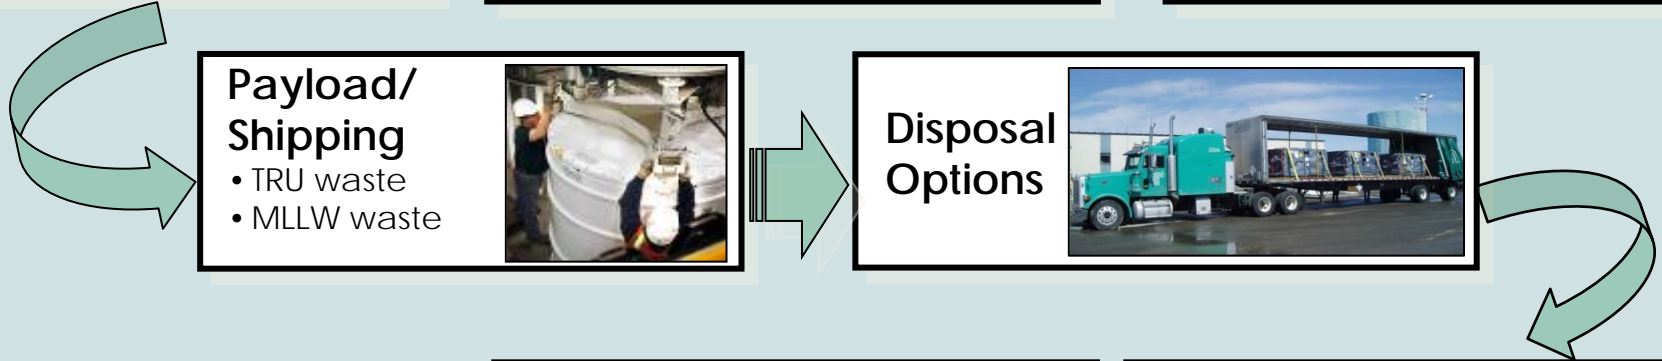 Payload/
Shipping
• TRU waste
• MLLW waste
Disposal
Options